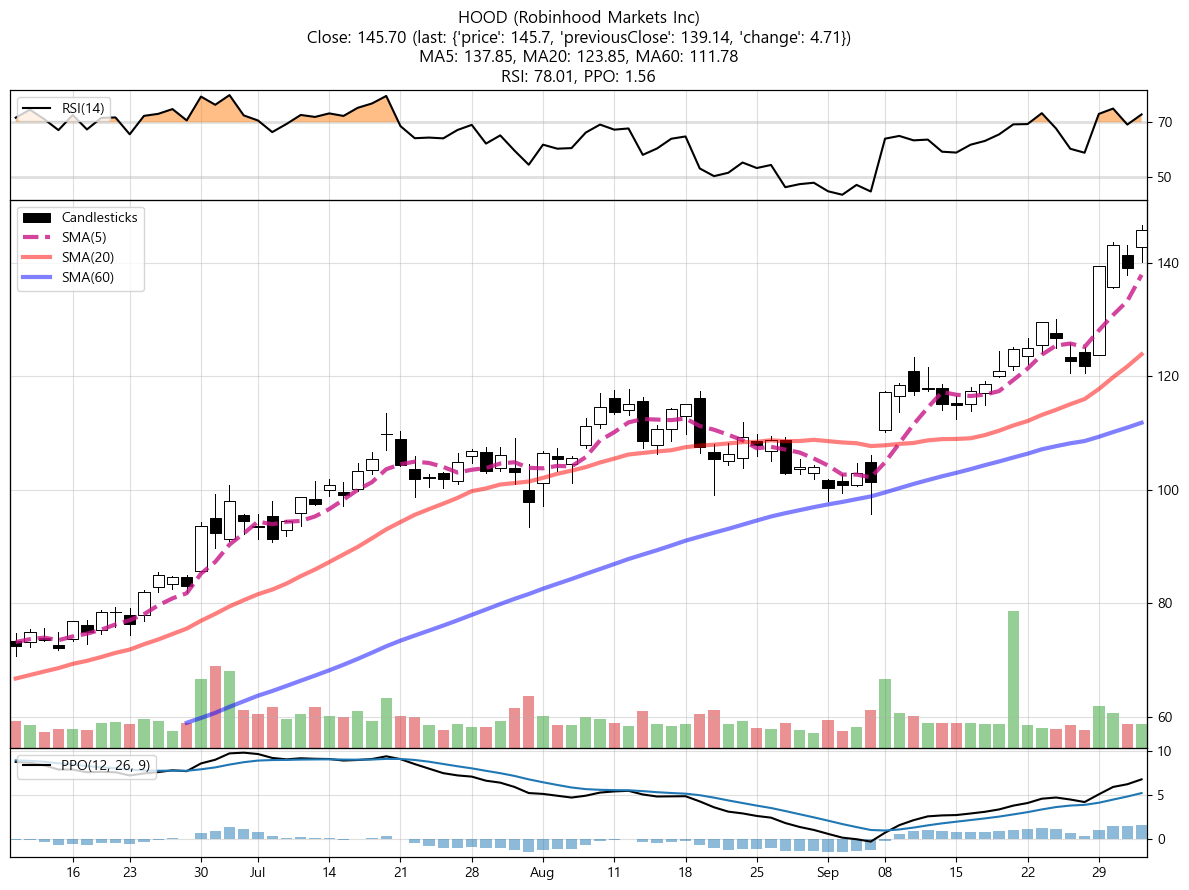 HOOD (Robinhood Markets Inc)
Close: 145.70 (last: {'price': 145.7, 'previousClose': 139.14, 'change': 4.71})
MA5: 137.85, MA20: 123.85, MA60: 111.78
RSI: 78.01, PPO: 1.56
RSI(14)
70
50
Candlesticks
SMA(5)
SMA(20)
SMA(60)
140
120
100
80
60
PPO(12, 26, 9)
10
5
0
16 23 30 Jul 14 21 28 Aug 11 18 25 Sep 08 15 22 29